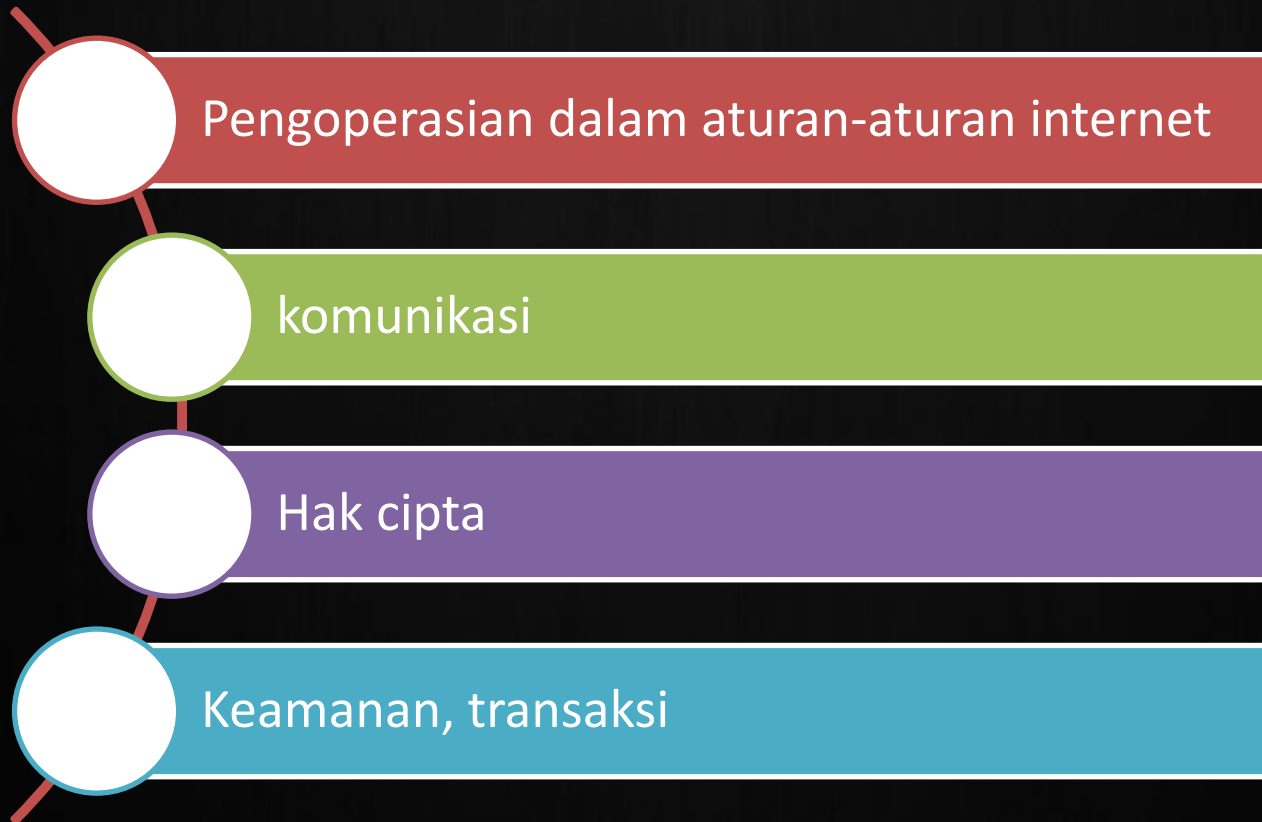 Pengoperasian dalam aturan-aturan internet
komunikasi
Hak cipta
Keamanan, transaksi